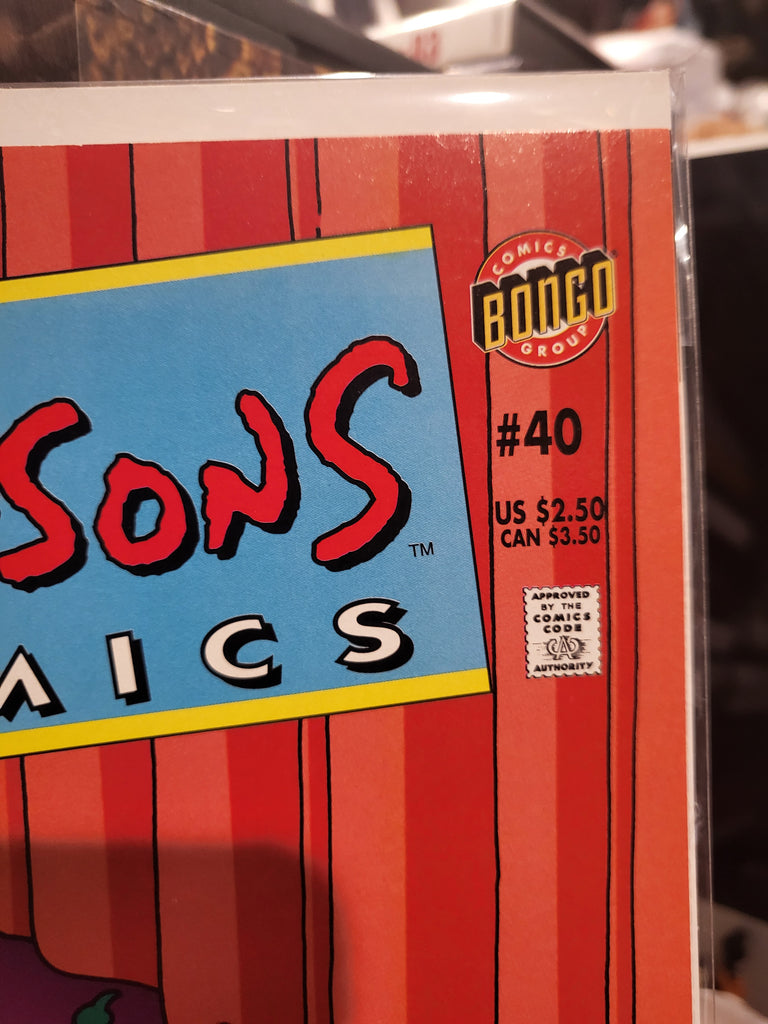 COMICS
BONGO
GROUP
#40
US $2.50
CAN $3.50
SONS
TM
MICS
APPROVED
BY THE
COMICS
CODE
CA
AUTHORITY